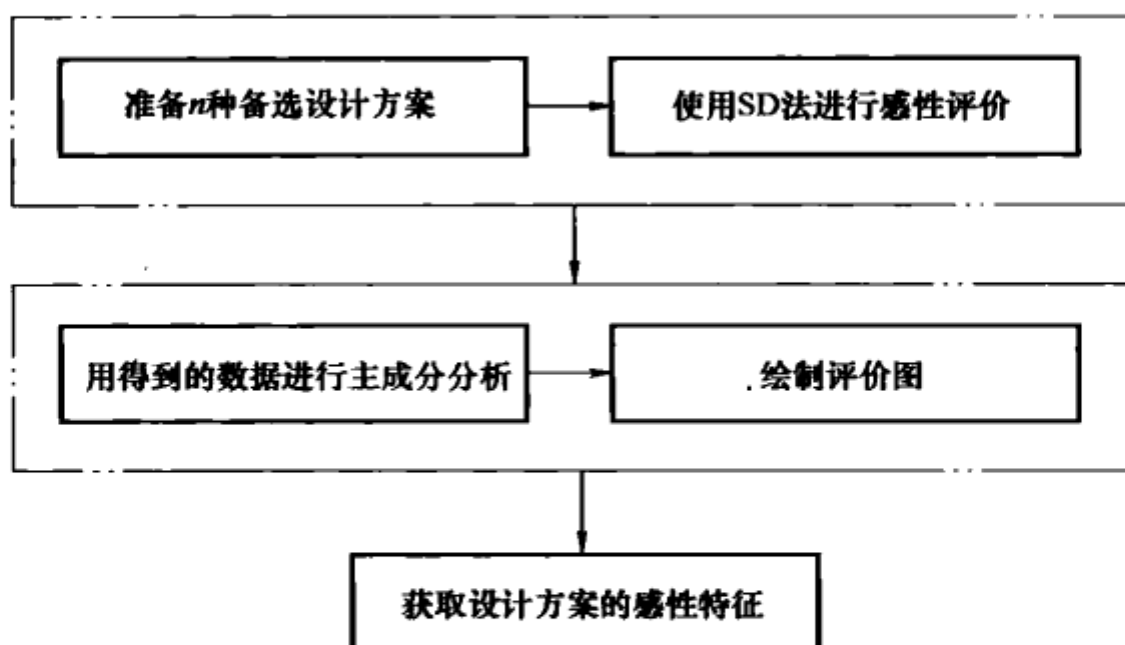 准备n种备选设计方案
使用SD法进行感性评价
用得到的数据进行主成分分析
绘制评价图
获取设计方案的感性特征